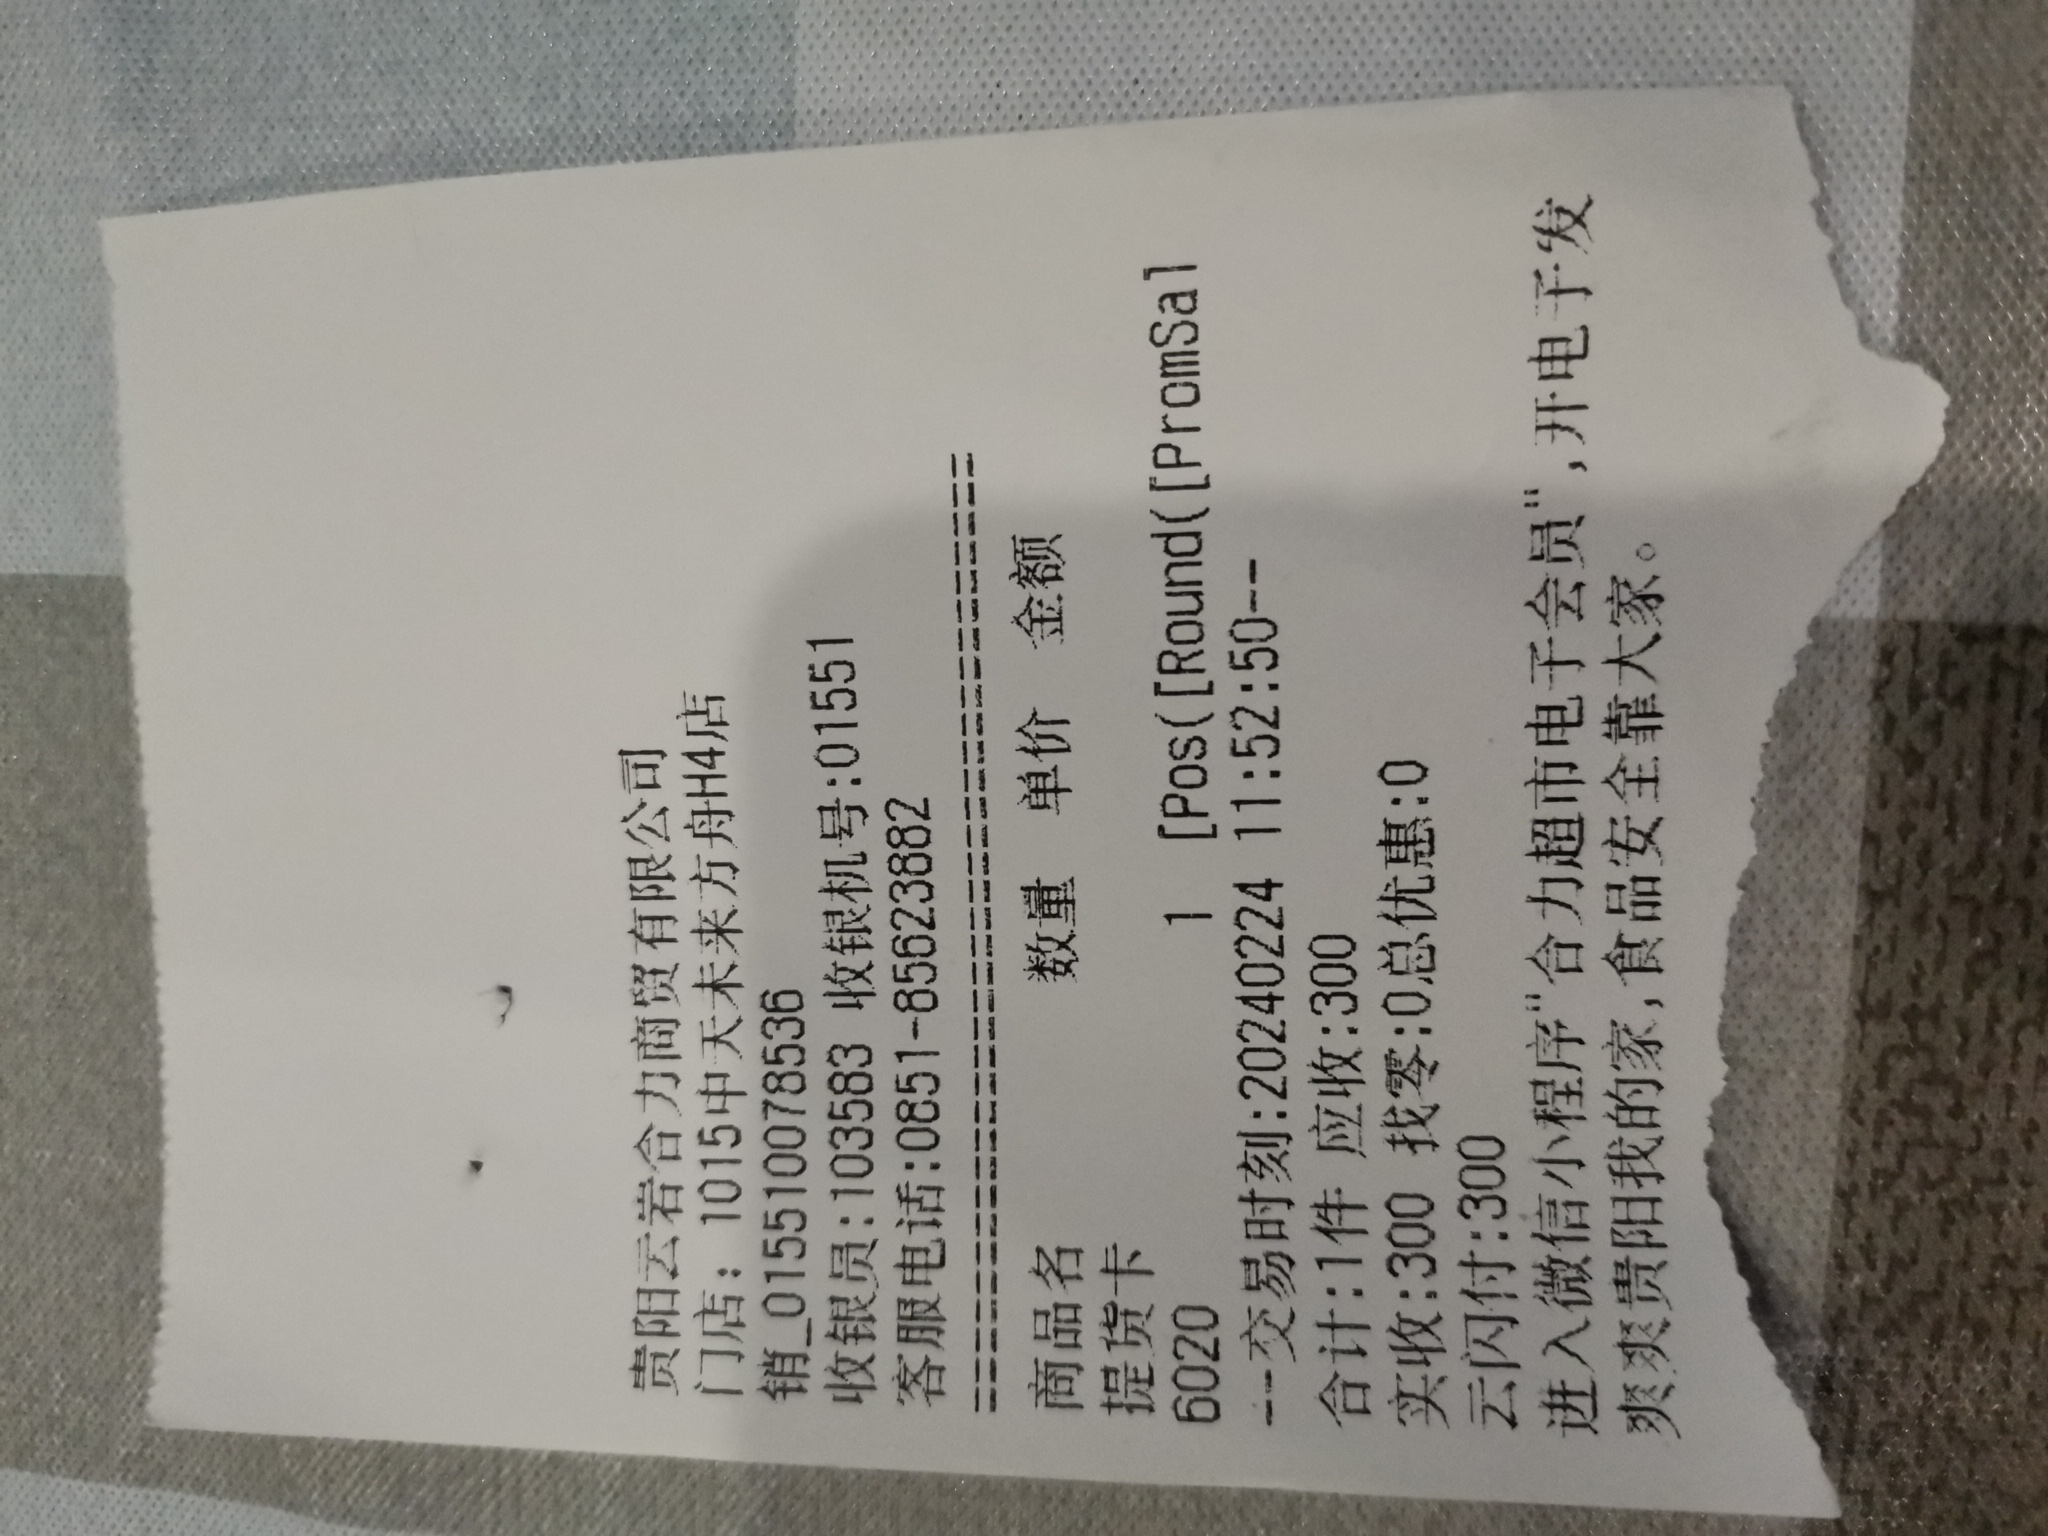 贵阳云岩合力商贸有限公司
门店：1015中天未来方舟H4店
销_015510078536
收银员:103583 收银机号:01551
客服电话:0851-85623882
========================================
商品名 数量 单价 金额
提货卡
6020 1 [Pos([Round([PromSal
---交易时刻:20240224 11:52:50--
合计:1件 应收:300
实收:300 找零:0总优惠:0
云闪付:300
进入微信小程序"合力超市电子会员",开电子发
爽爽贵阳我的家,食品安全靠大家。